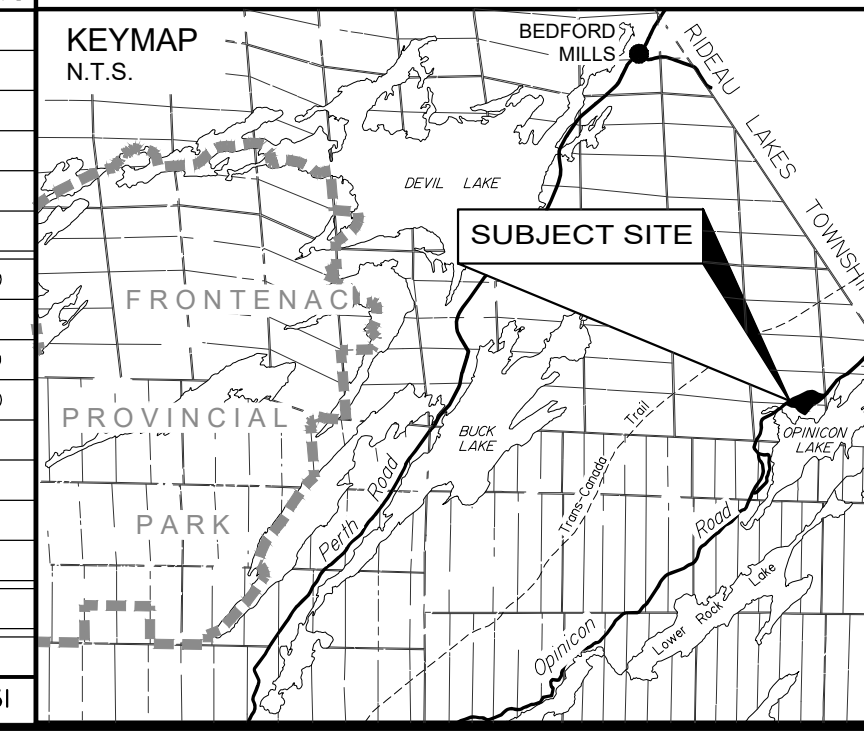 KEYMAP
N.T.S.
BEDFORD
MILLS
RIDEAU LAKES TOWNSHIP
DEVIL LAKE
SUBJECT SITE
FRONTENAC
PROVINCIAL
PARK
BUCK
LAKE
OPINICON
LAKE
Trans-Canada Trail
Perth Road
Opinicon Road
Lower Rock Lake